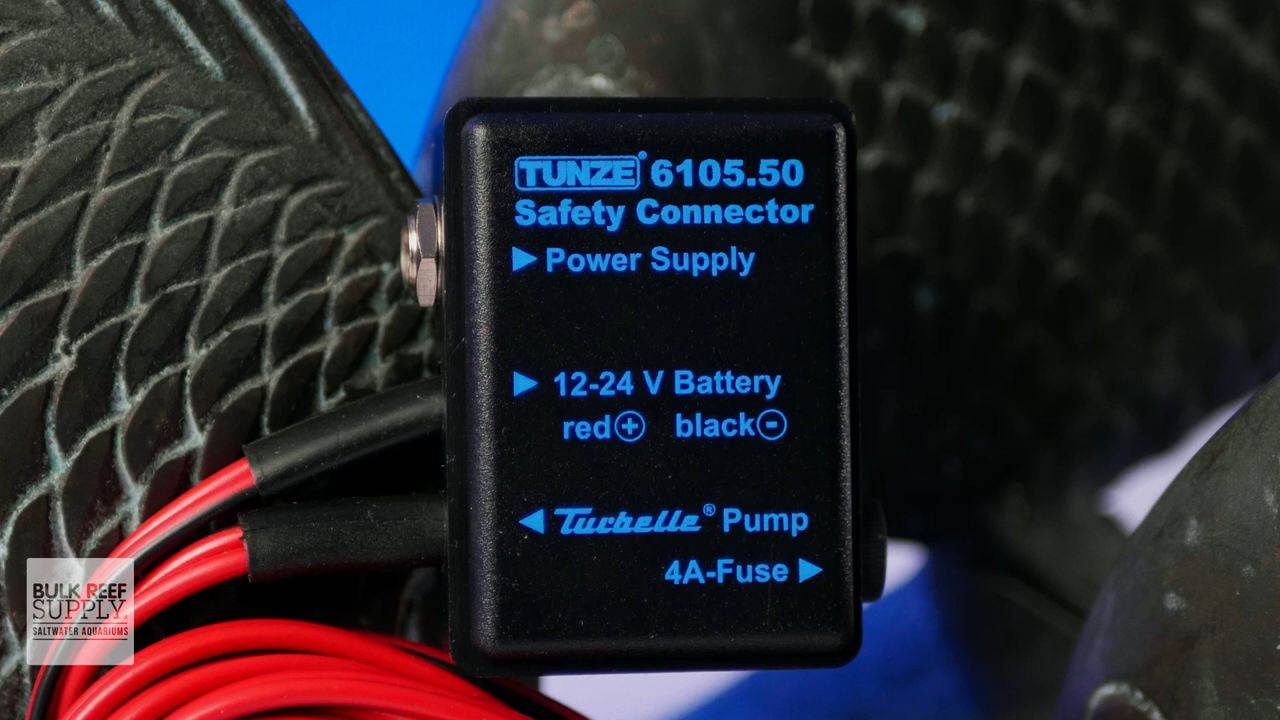 TUNZE® 6105.50
Safety Connector
▶ Power Supply
▶ 12-24 V Battery
red⊕ black⊖
◀ Turbelle® Pump
4A-Fuse ▶
BULK REEF
SUPPLY
SALTWATER AQUARIUMS